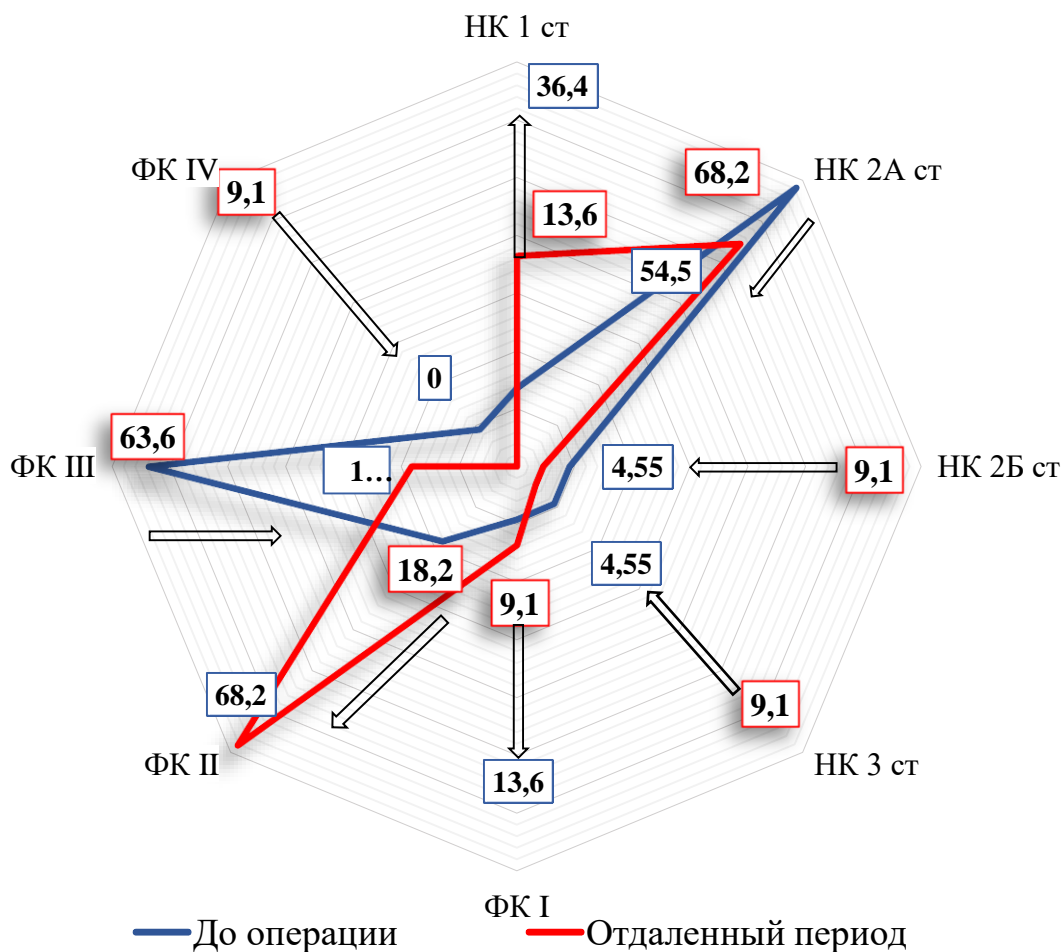 НК 1 ст
36,4
ФК IV
9,1
68,2
НК 2А ст
13,6
54,5
0
63,6
ФК III
1...
4,55
9,1
НК 2Б ст
18,2
4,55
9,1
68,2
9,1
ФК II
13,6
НК 3 ст
ФК I
До операции
Отдаленный период